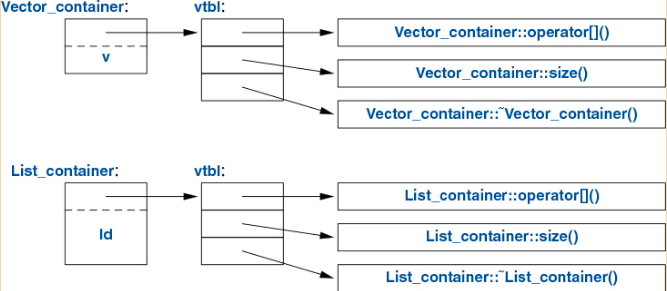 Vector_container: vtbl:
Vector_container::operator[]()
v
Vector_container::size()
Vector_container::~Vector_container()
List_container: vtbl:
List_container::operator[]()
ld
List_container::size()
List_container::~List_container()